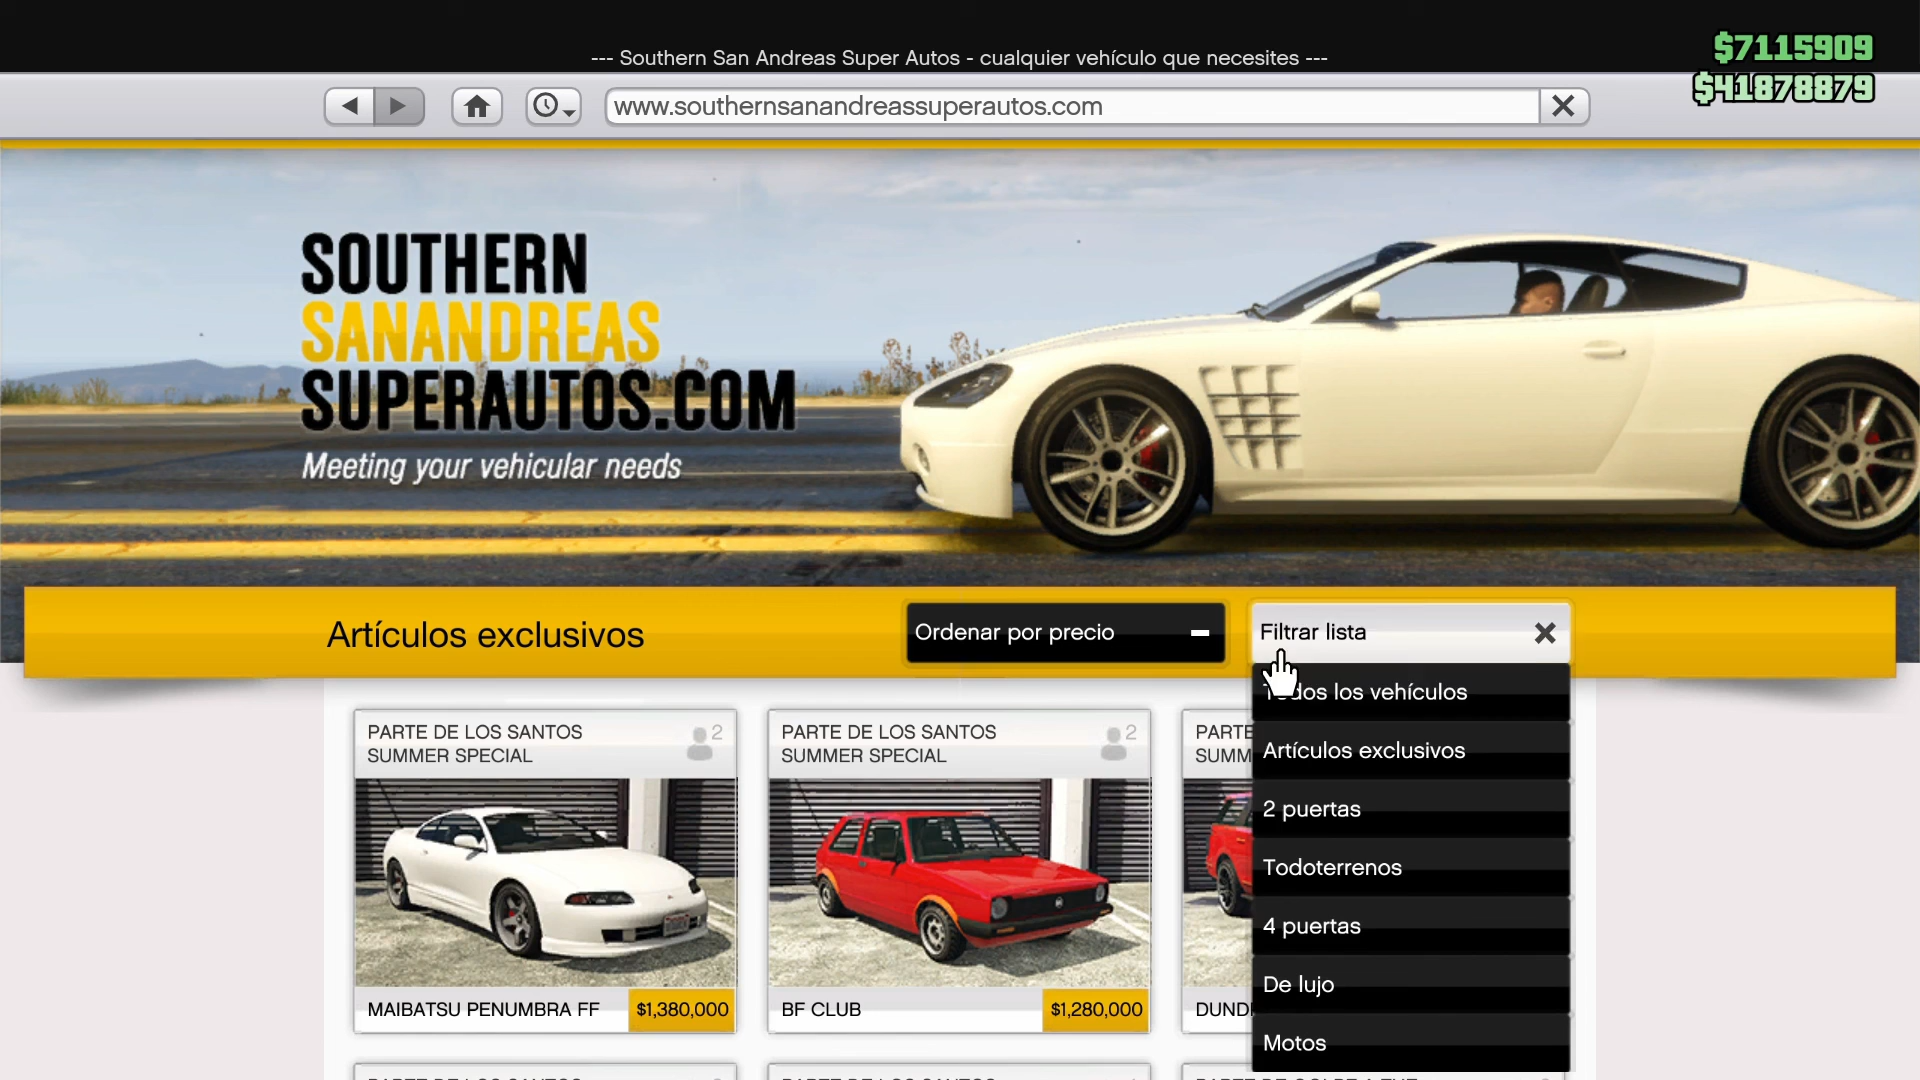 --- Southern San Andreas Super Autos - cualquier vehículo que necesites ---
$7115909
$41878879
www.southernsanandreassuperautos.com
SOUTHERN
SANANDREAS
SUPERAUTOS.COM
Meeting your vehicular needs
Artículos exclusivos
Ordenar por precio
Filtrar lista
Todos los vehículos
Artículos exclusivos
2 puertas
Todoterrenos
4 puertas
De lujo
Motos
PARTE DE LOS SANTOS
SUMMER SPECIAL
2
MAIBATSU PENUMBRA FF
$1,380,000
PARTE DE LOS SANTOS
SUMMER SPECIAL
2
BF CLUB
$1,280,000
PARTE
SUMM
DUND